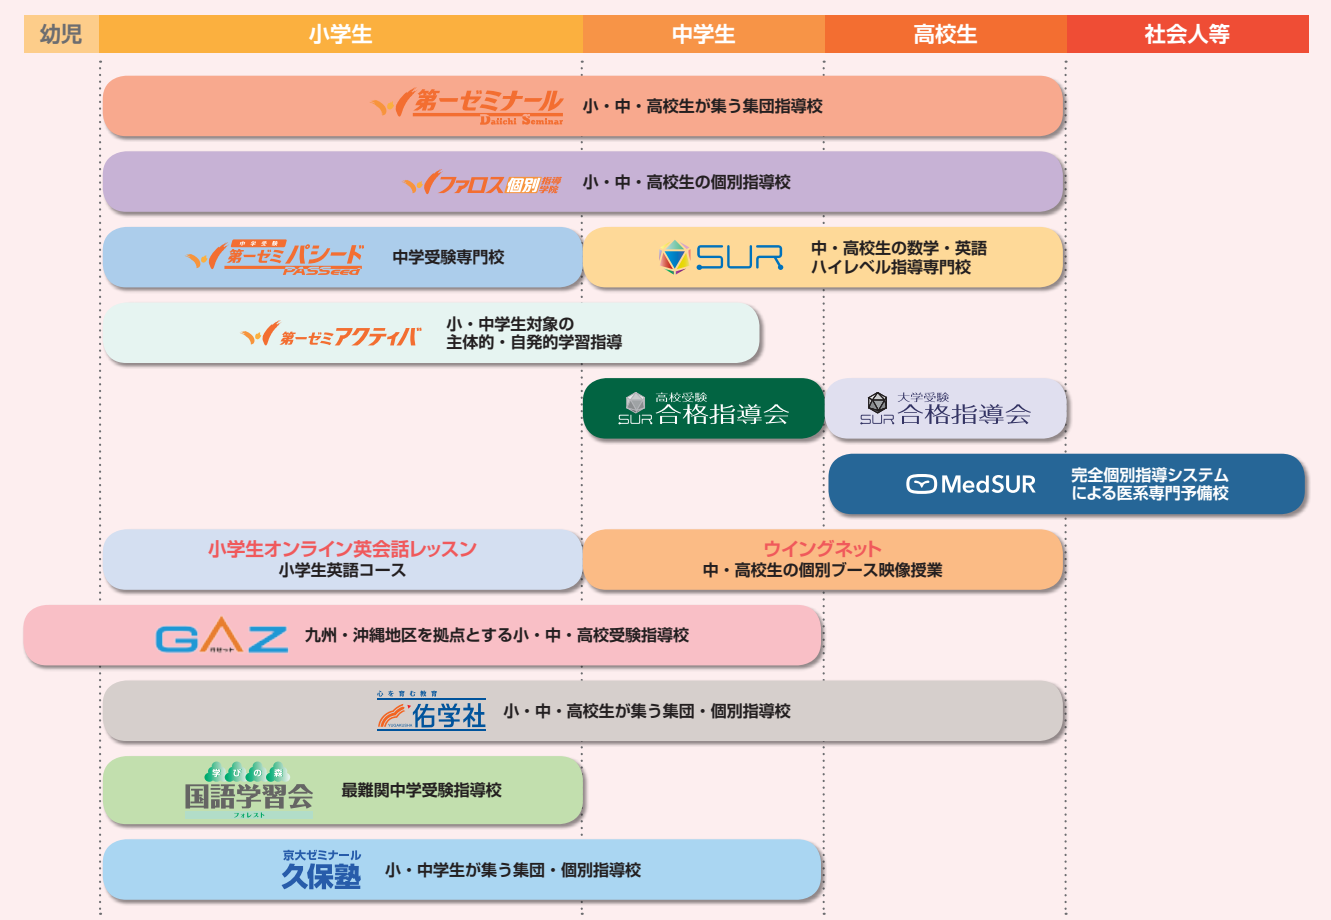 幼児 小学生 中学生 高校生 社会人等
第一ゼミナール
Daiichi Seminar
小・中・高校生が集う集団指導校
ファロス個別指導学院
小・中・高校生の個別指導校
中学受験
第一ゼミパシード
PASSeed
中学受験専門校
SUR
中・高校生の数学・英語
ハイレベル指導専門校
第一ゼミアクティバ
小・中学生対象の
主体的・自発的学習指導
高校受験
SUR 合格指導会
大学受験
SUR 合格指導会
MedSUR
完全個別指導システム
による医系専門予備校
小学生オンライン英会話レッスン
小学生英語コース
ウイングネット
中・高校生の個別ブース映像授業
GAZ
九州・沖縄地区を拠点とする小・中・高校受験指導校
心を育む教育
佑学社
小・中・高校生が集う集団・個別指導校
学びの森
国語学習会
フォレスト
最難関中学受験指導校
京大ゼミナール
久保塾
小・中学生が集う集団・個別指導校